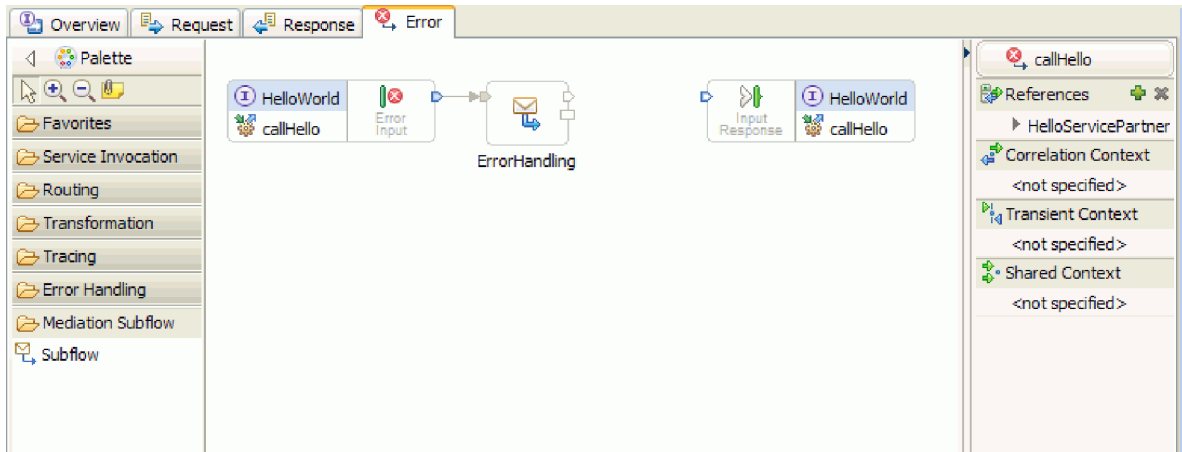 Overview
Request
Response
Error
Palette
Favorites
Service Invocation
Routing
Transformation
Tracing
Error Handling
Mediation Subflow
Subflow
HelloWorld
callHello
Error
Input
ErrorHandling
Input
Response
HelloWorld
callHello
callHello
References
HelloServicePartner
Correlation Context
<not specified>
Transient Context
<not specified>
Shared Context
<not specified>